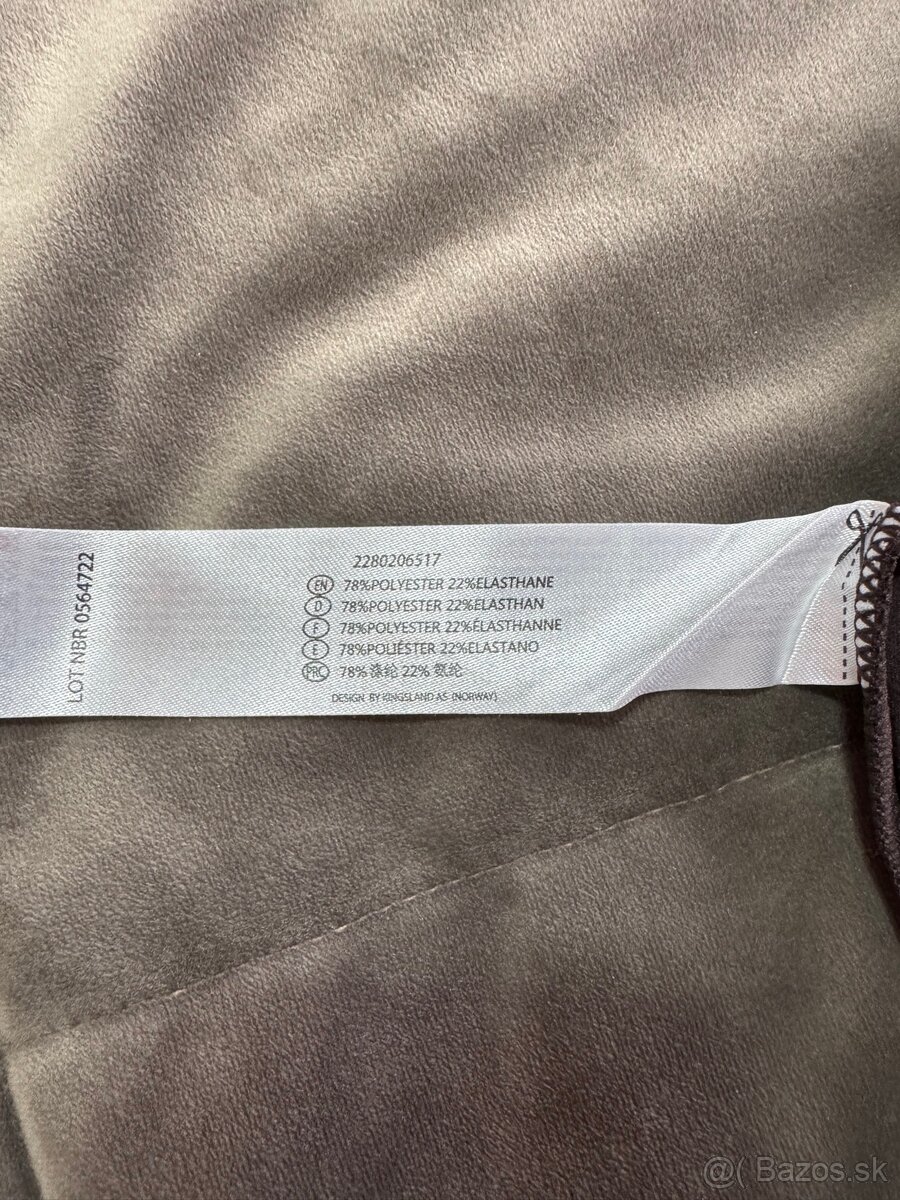 LOT NBR 0564722
2280206517
EN 78%POLYESTER 22%ELASTHANE
D 78%POLYESTER 22%ELASTHAN
F 78%POLYESTER 22%ÉLASTHANNE
E 78%POLIÉSTER 22%ELASTANO
PRC 78% 涤纶 22% 氨纶
DESIGN BY KINGSLAND AS (NORWAY)
@( Bazos.sk